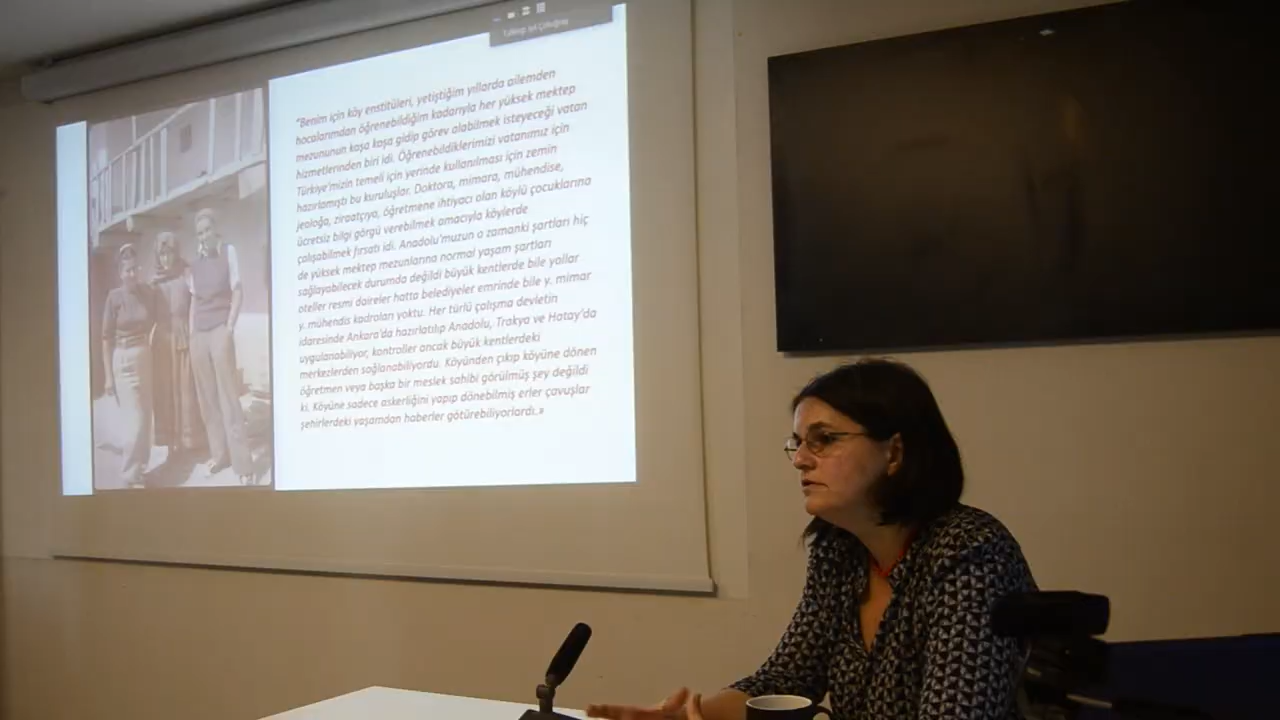 "Benim için köy enstitüleri, yetiştiğim yıllarda ailemden
hocalarımdan öğrenebildiğim kadarıyla her yüksek mektep
mezununun koşa koşa gidip görev alabilmek isteyeceği vatan
hizmetlerinden biri idi. Öğrenebildiklerimizi vatanımız için
Türkiye'mizin temeli için yerinde kullanılması için zemin
hazırlamıştı bu kuruluşlar. Doktora, mimara, mühendise,
jeoloğa, ziraatçıya, öğretmene ihtiyacı olan köylü çocuklarına
ücretsiz bilgi görgü verebilmek amacıyla köylerde
çalışabilmek fırsatı idi. Anadolu'muzun o zamanki şartları hiç
de yüksek mektep mezunlarına normal yaşam şartları
sağlayabilecek durumda değildi büyük kentlerde bile yollar
oteller resmi daireler hatta belediyeler emrinde bile y. mimar
y. mühendis kadroları yoktu. Her türlü çalışma devletin
idaresinde Ankara'da hazırlatılıp Anadolu, Trakya ve Hatay'da
uygulanabiliyor, kontroller ancak büyük kentlerdeki
merkezlerden sağlanabiliyordu. Köyünden çıkıp köyüne dönen
öğretmen veya başka bir meslek sahibi görülmüş şey değildi
ki. Köyüne sadece askerliğini yapıp dönebilmiş erler çavuşlar
şehirlerdeki yaşamdan haberler götürebiliyorlardı.»